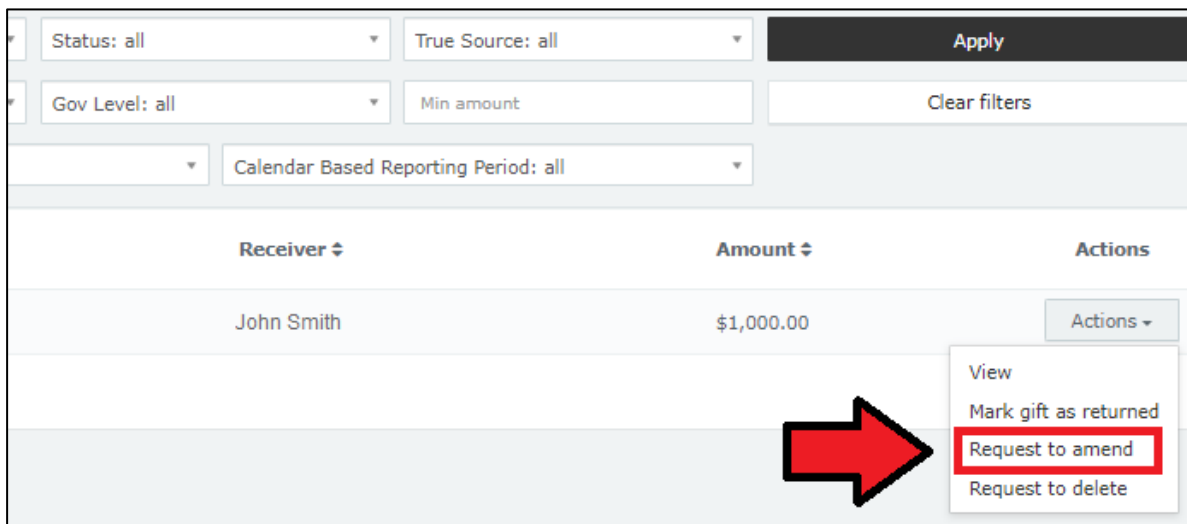 Status: all True Source: all Apply
Gov Level: all Min amount Clear filters
Calendar Based Reporting Period: all
Receiver Amount Actions
John Smith $1,000.00 Actions
View
Mark gift as returned
Request to amend
Request to delete